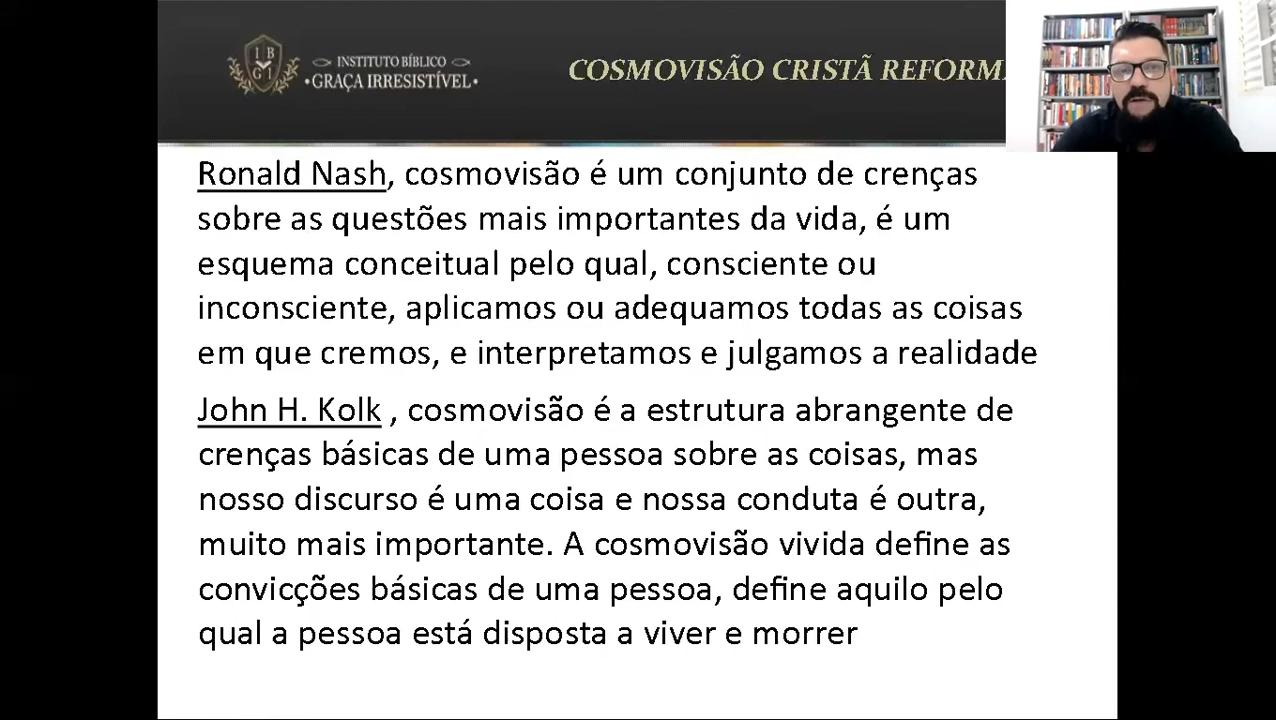 I B
G I
INSTITUTO BÍBLICO
•GRAÇA IRRESISTÍVEL•
COSMOVISÃO CRISTÃ REFORM
Ronald Nash, cosmovisão é um conjunto de crenças
sobre as questões mais importantes da vida, é um
esquema conceitual pelo qual, consciente ou
inconsciente, aplicamos ou adequamos todas as coisas
em que cremos, e interpretamos e julgamos a realidade
John H. Kolk , cosmovisão é a estrutura abrangente de
crenças básicas de uma pessoa sobre as coisas, mas
nosso discurso é uma coisa e nossa conduta é outra,
muito mais importante. A cosmovisão vivida define as
convicções básicas de uma pessoa, define aquilo pelo
qual a pessoa está disposta a viver e morrer